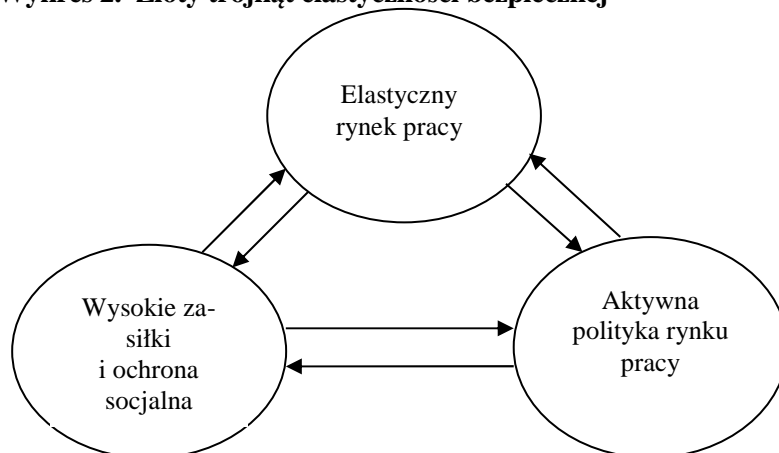 Wykres 2. Złoty trójkąt elastyczności bezpiecznej
Elastyczny
rynek pracy
Wysokie za-
siłki
i ochrona
socjalna
Aktywna
polityka rynku
pracy